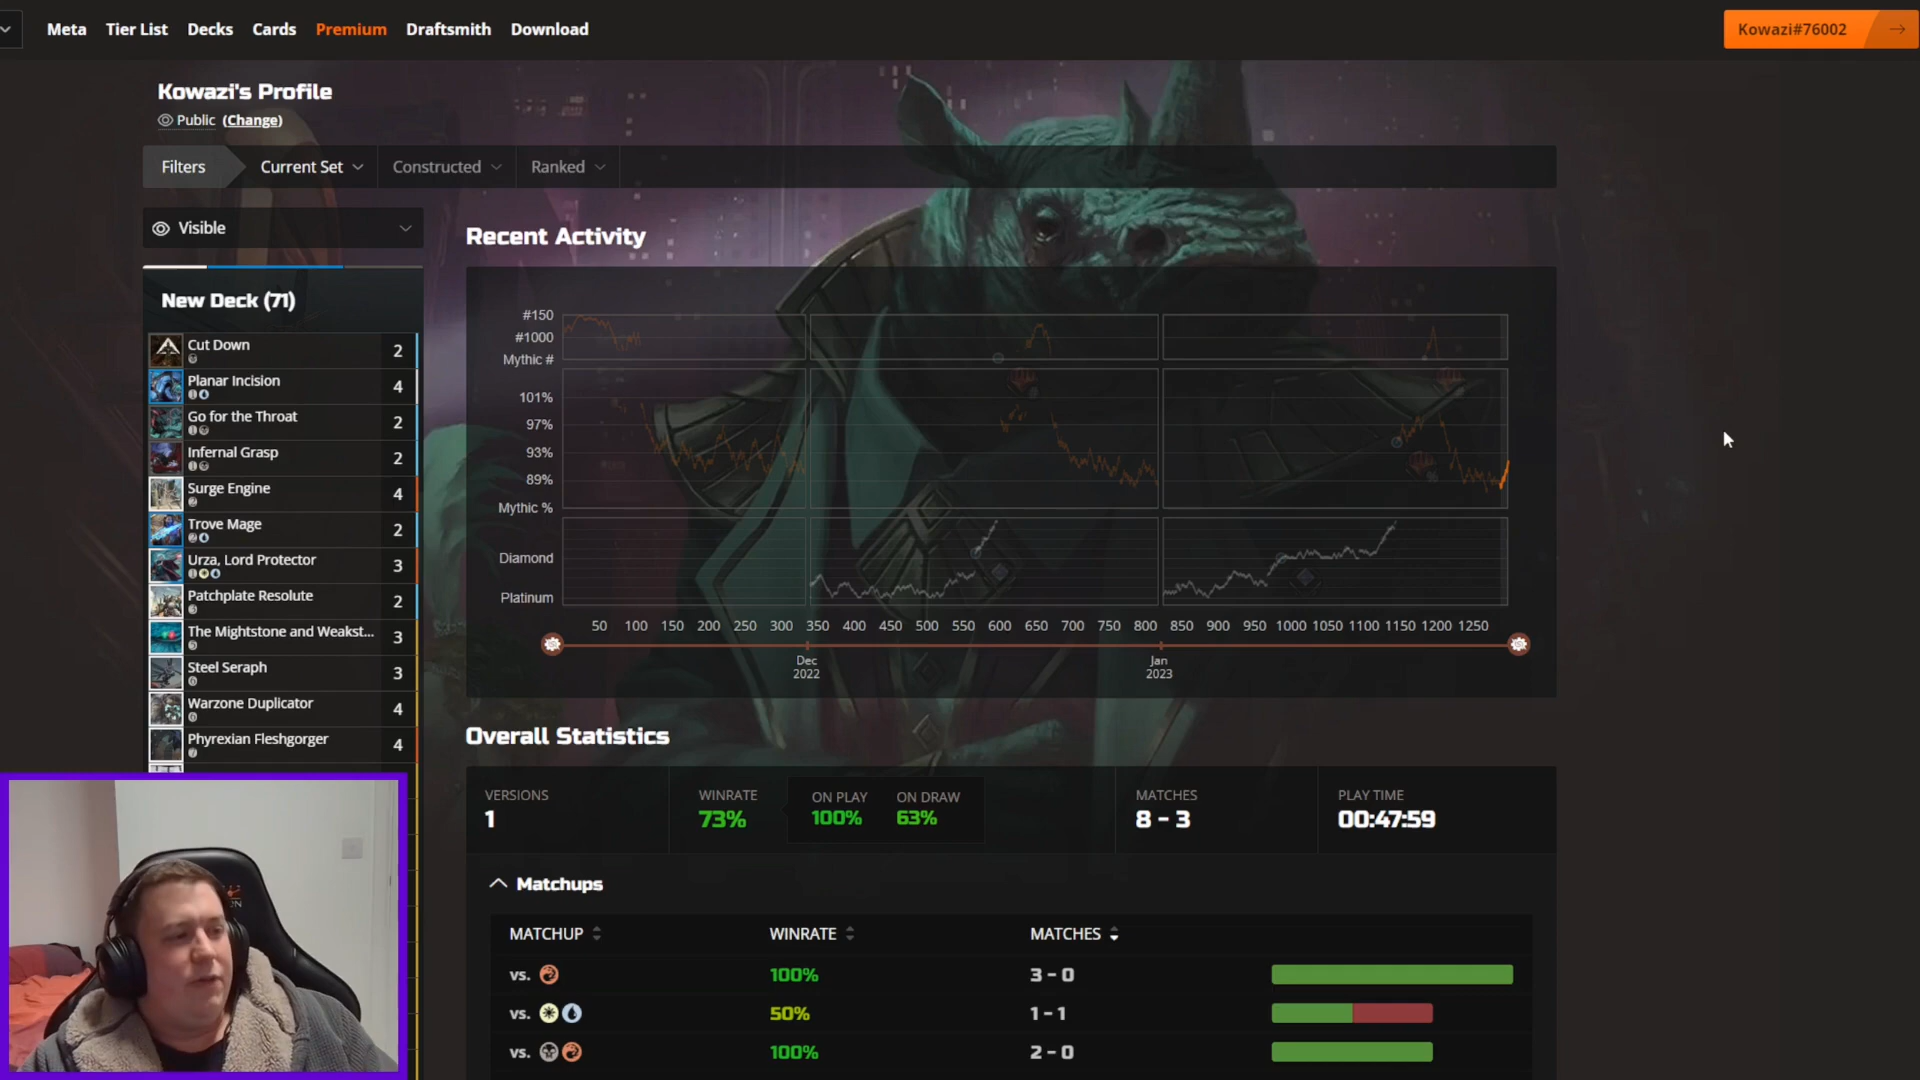 Meta Tier List Decks Cards Premium Draftsmith Download
Kowazi#76002
Kowazi's Profile
Public (Change)
Filters Current Set Constructed Ranked
Visible
New Deck (71)
Cut Down 2
Planar Incision 4
Go for the Throat 2
Infernal Grasp 2
Surge Engine 4
Trove Mage 2
Urza, Lord Protector 3
Patchplate Resolute 2
The Mightstone and Weakst... 3
Steel Seraph 3
Warzone Duplicator 4
Phyrexian Fleshgorger 4
Recent Activity
#150
#1000
Mythic #
101%
97%
93%
89%
Mythic %
Diamond
Platinum
50 100 150 200 250 300 350 400 450 500 550 600 650 700 750 800 850 900 950 1000 1050 1100 1150 1200 1250
Dec
2022
Jan
2023
Overall Statistics
VERSIONS
1
WINRATE
73%
ON PLAY
100%
ON DRAW
63%
MATCHES
8 - 3
PLAY TIME
00:47:59
Matchups
MATCHUP WINRATE MATCHES
vs. 100% 3 - 0
vs. 50% 1 - 1
vs. 100% 2 - 0